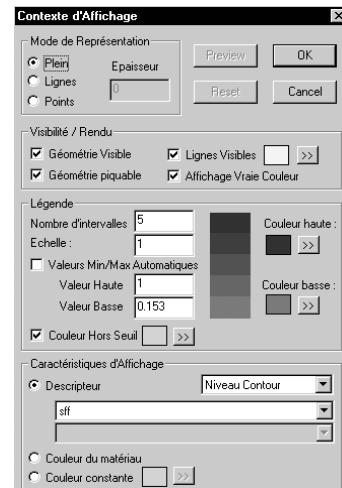 Contexte d'Affichage
Mode de Représentation
Plein
Epaisseur
Lignes
0
Points
Preview
OK
Reset
Cancel
Visibilité / Rendu
Géométrie Visible
Lignes Visibles
>>
Géométrie piquable
Affichage Vraie Couleur
Légende
Nombre d'intervalles 5
Echelle : 1
Valeurs Min/Max Automatiques
Valeur Haute 1
Valeur Basse 0.153
Couleur haute :
>>
Couleur basse :
>>
Couleur Hors Seuil >>
Caractéristiques d'Affichage
Descripteur
Niveau Contour
sff
Couleur du matériau
Couleur constante >>